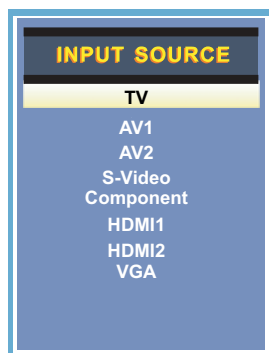 INPUT SOURCE
TV
AV1
AV2
S-Video
Component
HDMI1
HDMI2
VGA